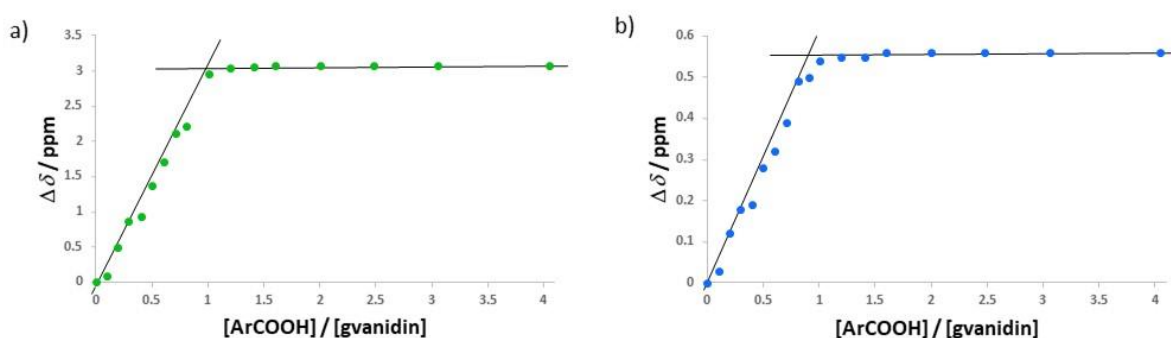 a)
3.5
3
2.5
2
1.5
1
0.5
0
Δδ / ppm
0 0.5 1 1.5 2 2.5 3 3.5 4
[ArCOOH] / [gvanidin]
b)
0.6
0.5
0.4
0.3
0.2
0.1
0
Δδ / ppm
0 0.5 1 1.5 2 2.5 3 3.5 4
[ArCOOH] / [gvanidin]